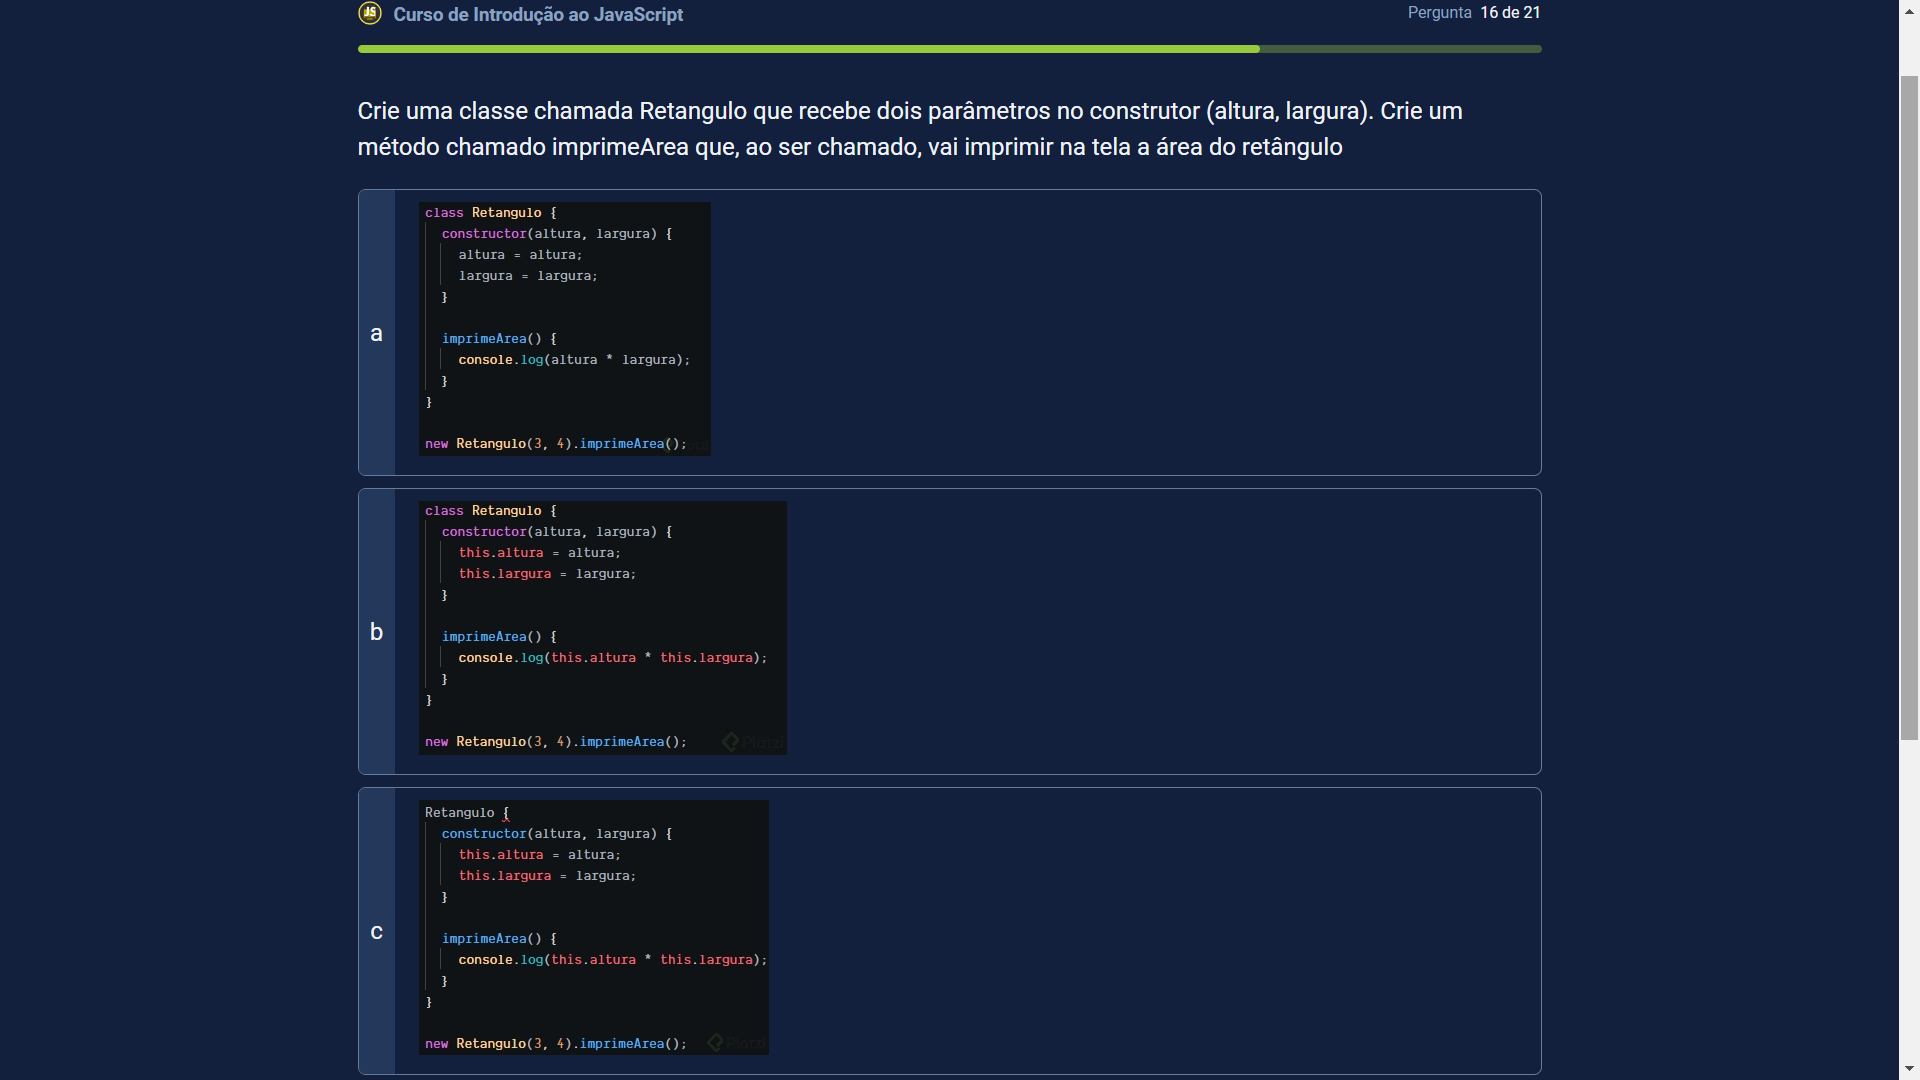 JS
Curso de Introdução ao JavaScript
Pergunta 16 de 21
Crie uma classe chamada Retangulo que recebe dois parâmetros no construtor (altura, largura). Crie um
método chamado imprimeArea que, ao ser chamado, vai imprimir na tela a área do retângulo
a
class Retangulo {
constructor(altura, largura) {
altura = altura;
largura = largura;
}
imprimeArea() {
console.log(altura * largura);
}
}
new Retangulo(3, 4).imprimeArea();
b
class Retangulo {
constructor(altura, largura) {
this.altura = altura;
this.largura = largura;
}
imprimeArea() {
console.log(this.altura * this.largura);
}
}
new Retangulo(3, 4).imprimeArea();
Platzi
c
Retangulo {
constructor(altura, largura) {
this.altura = altura;
this.largura = largura;
}
imprimeArea() {
console.log(this.altura * this.largura);
}
}
new Retangulo(3, 4).imprimeArea();
Platzi